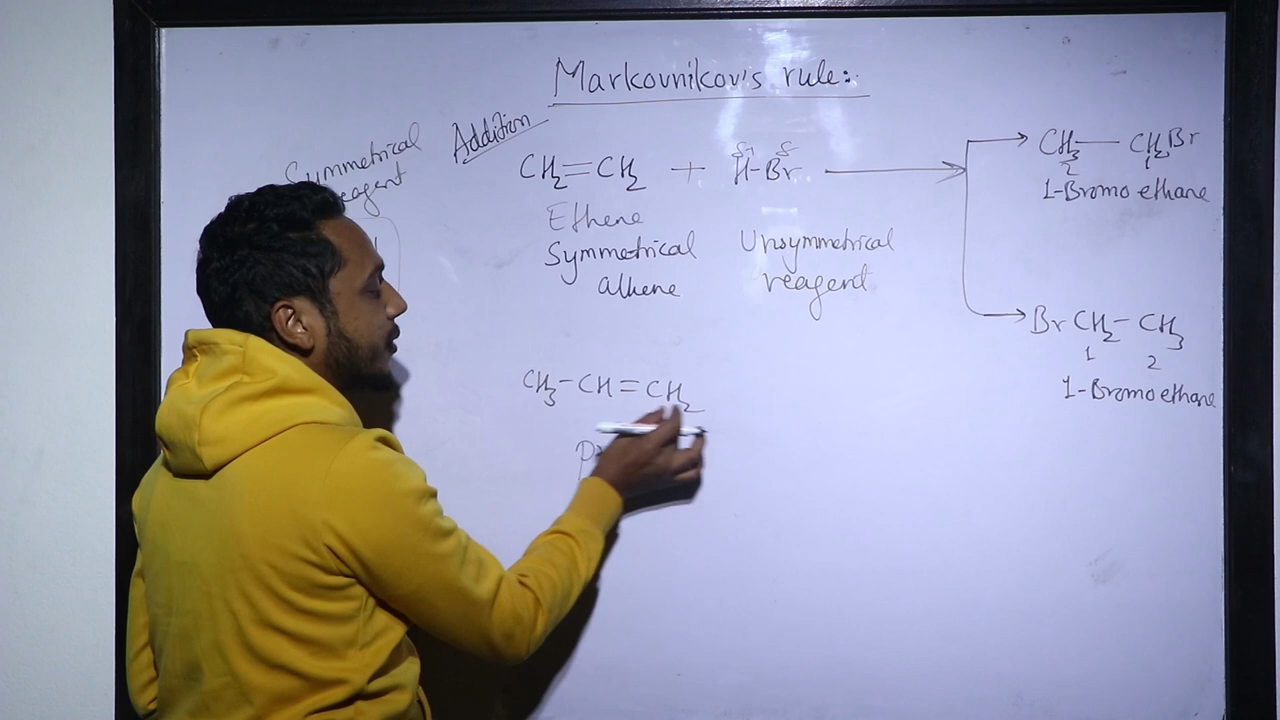 Markovnikov's rule:
Addition
Symmetrical
reagent
CH₂=CH₂ + H-Br
δ+ δ-
Ethene
Symmetrical
alkene
Unsymmetrical
reagent
CH₃—CH₂Br
2 1
1-Bromo ethane
BrCH₂-CH₃
1 2
1-Bromo ethane
CH₃-CH=CH₂